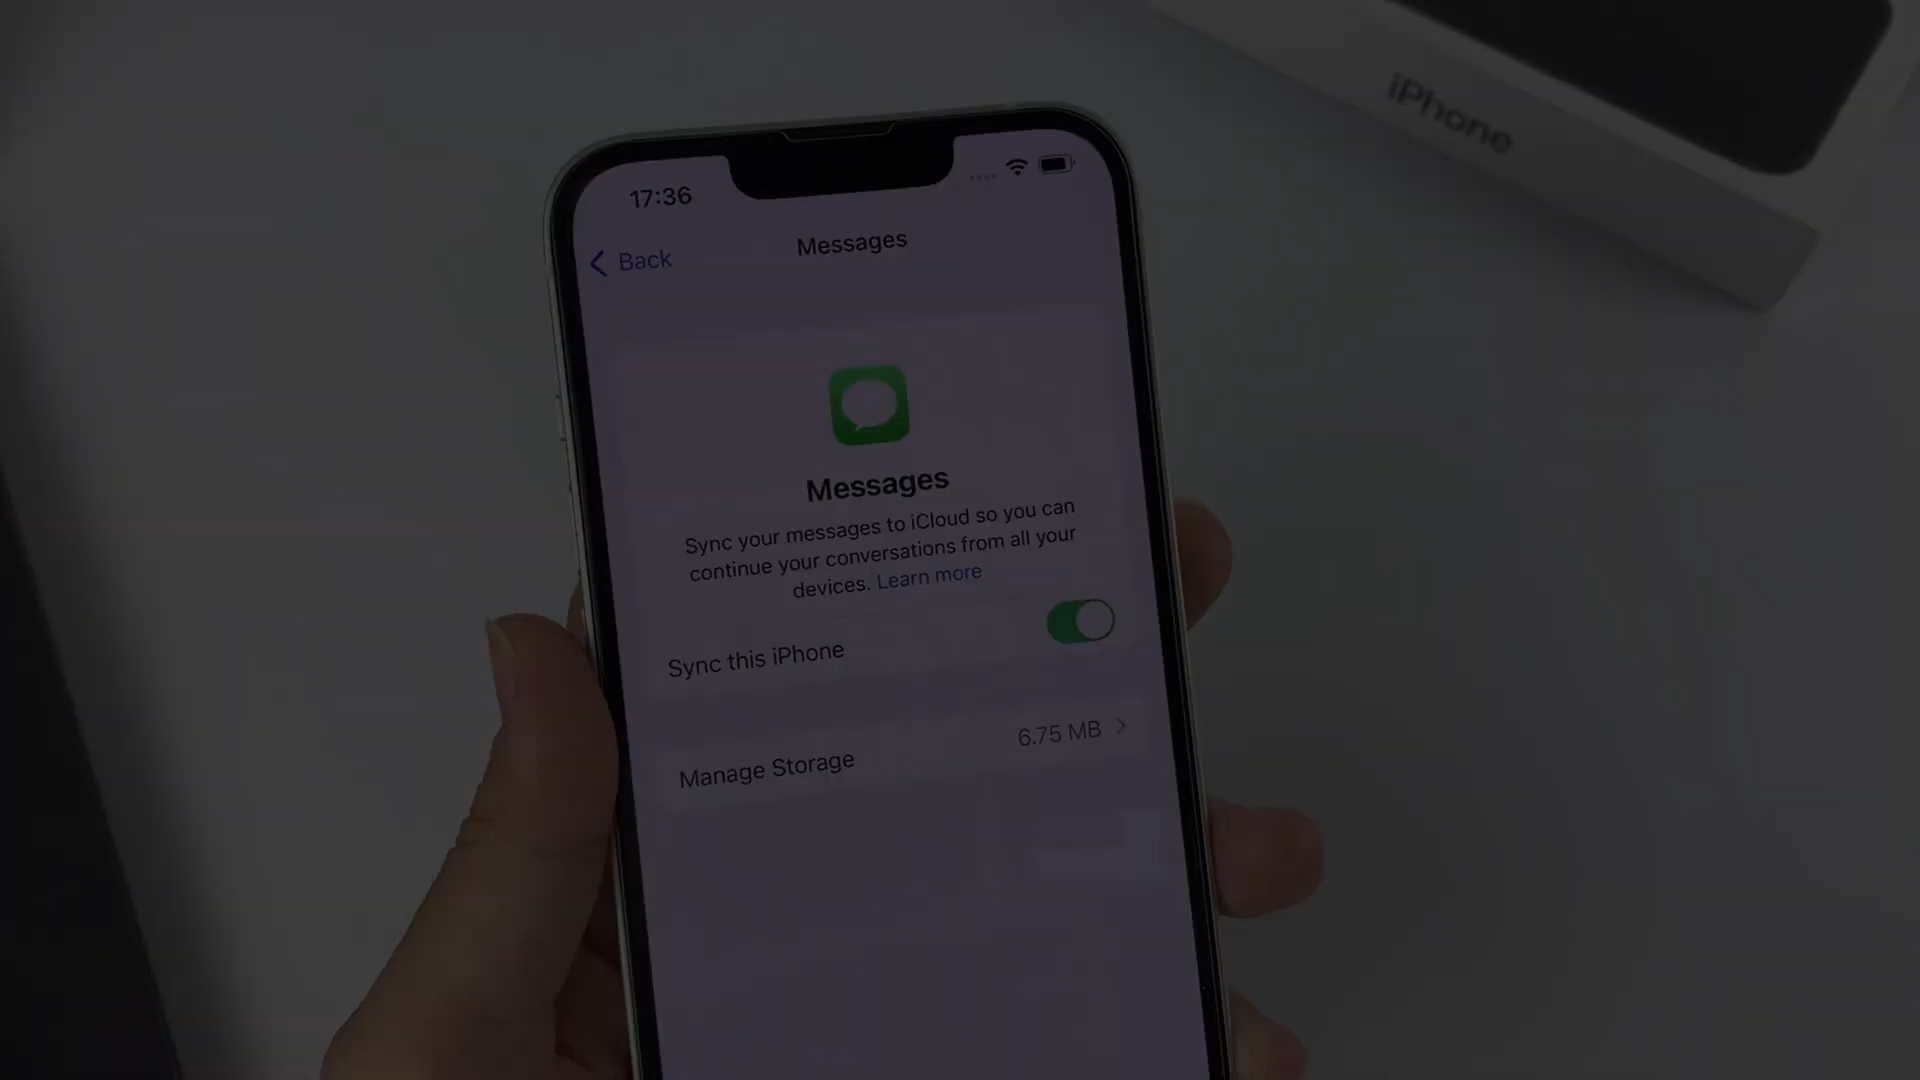 iPhone
17:36
Back
Messages
Messages
Sync your messages to iCloud so you can
continue your conversations from all your
devices. Learn more
Sync this iPhone
Manage Storage 6.75 MB